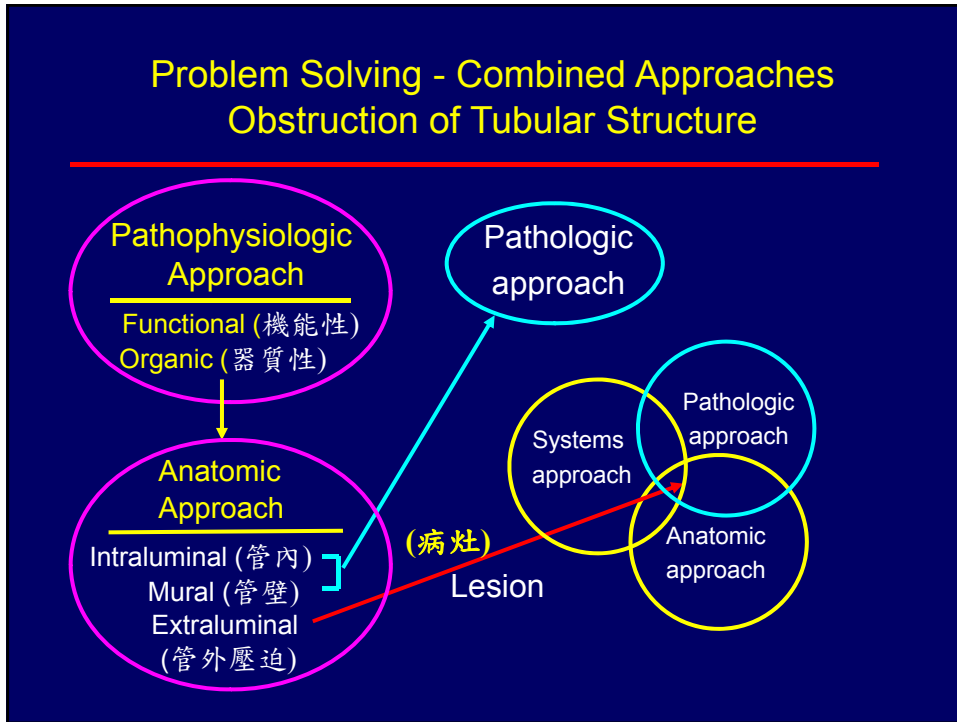 Problem Solving - Combined Approaches
Obstruction of Tubular Structure
Pathophysiologic
Approach
Functional (機能性)
Organic (器質性)
Pathologic
approach
Anatomic
Approach
Intraluminal (管內)
Mural (管壁)
Extraluminal
(管外壓迫)
(病灶)
Lesion
Systems
approach
Pathologic
approach
Anatomic
approach